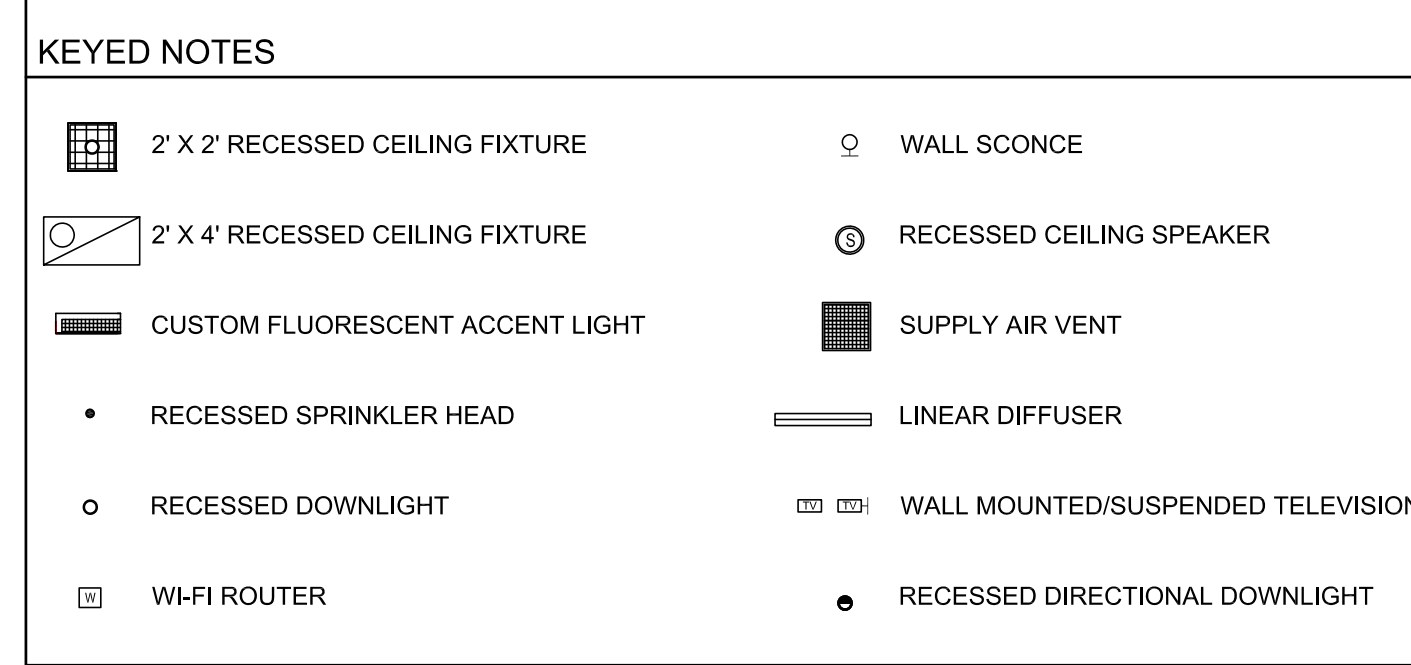 KEYED NOTES
2' X 2' RECESSED CEILING FIXTURE
2' X 4' RECESSED CEILING FIXTURE
CUSTOM FLUORESCENT ACCENT LIGHT
RECESSED SPRINKLER HEAD
RECESSED DOWNLIGHT
W WI-FI ROUTER
WALL SCONCE
S RECESSED CEILING SPEAKER
SUPPLY AIR VENT
LINEAR DIFFUSER
TV TV WALL MOUNTED/SUSPENDED TELEVISION
RECESSED DIRECTIONAL DOWNLIGHT